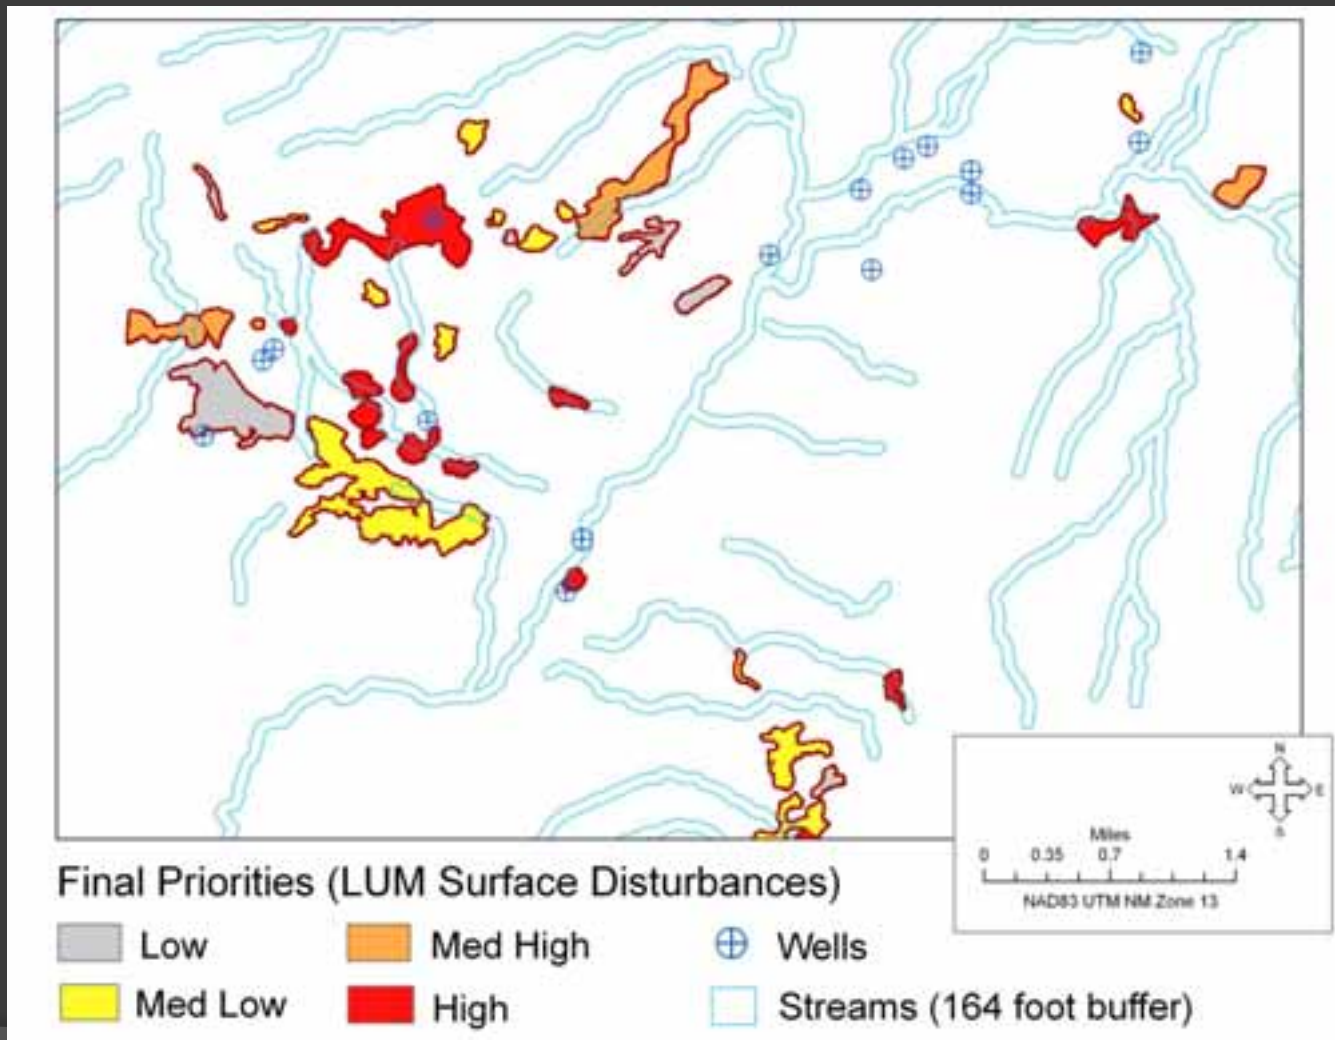 N
W E
S
Miles
0 0.35 0.7 1.4
NAD83 UTM NM Zone 13
Final Priorities (LUM Surface Disturbances)
Low Med High Wells
Med Low High Streams (164 foot buffer)